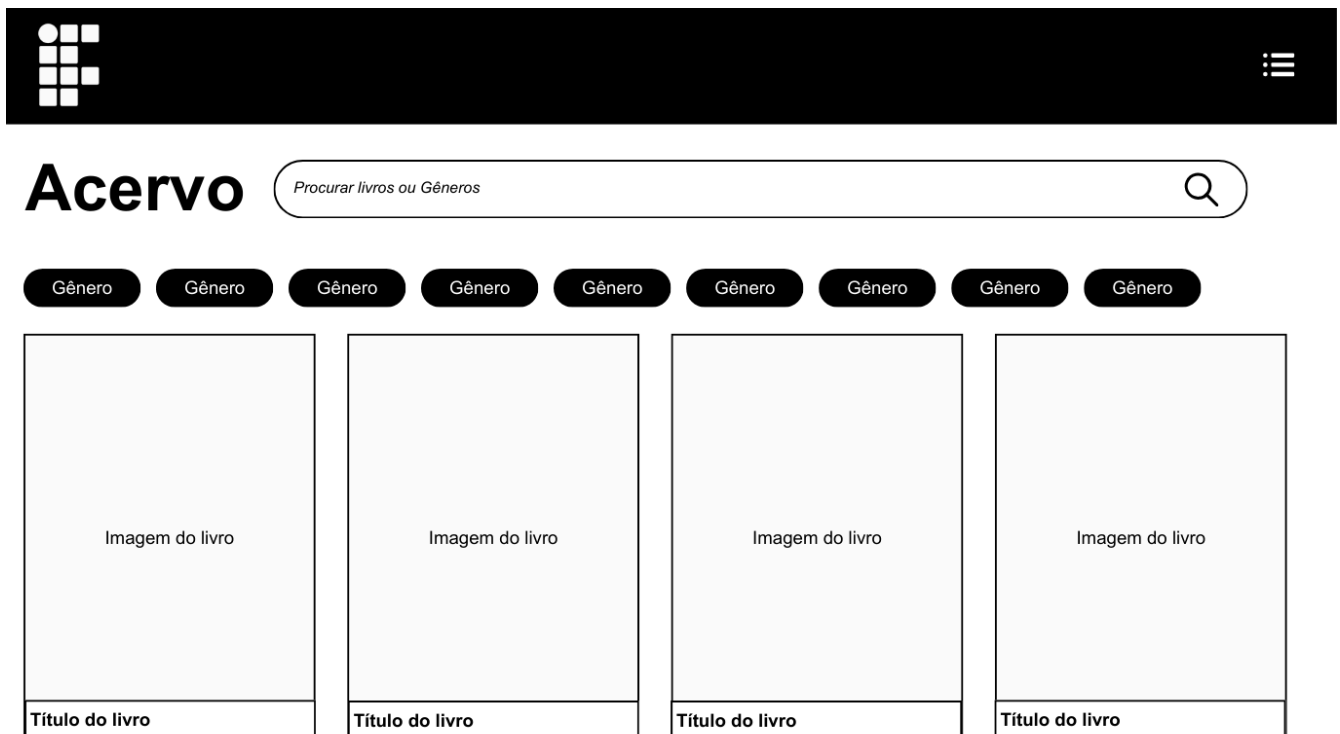 Acervo
Procurar livros ou Gêneros
Gênero Gênero Gênero Gênero Gênero Gênero Gênero Gênero Gênero
Imagem do livro Imagem do livro Imagem do livro Imagem do livro
Título do livro Título do livro Título do livro Título do livro